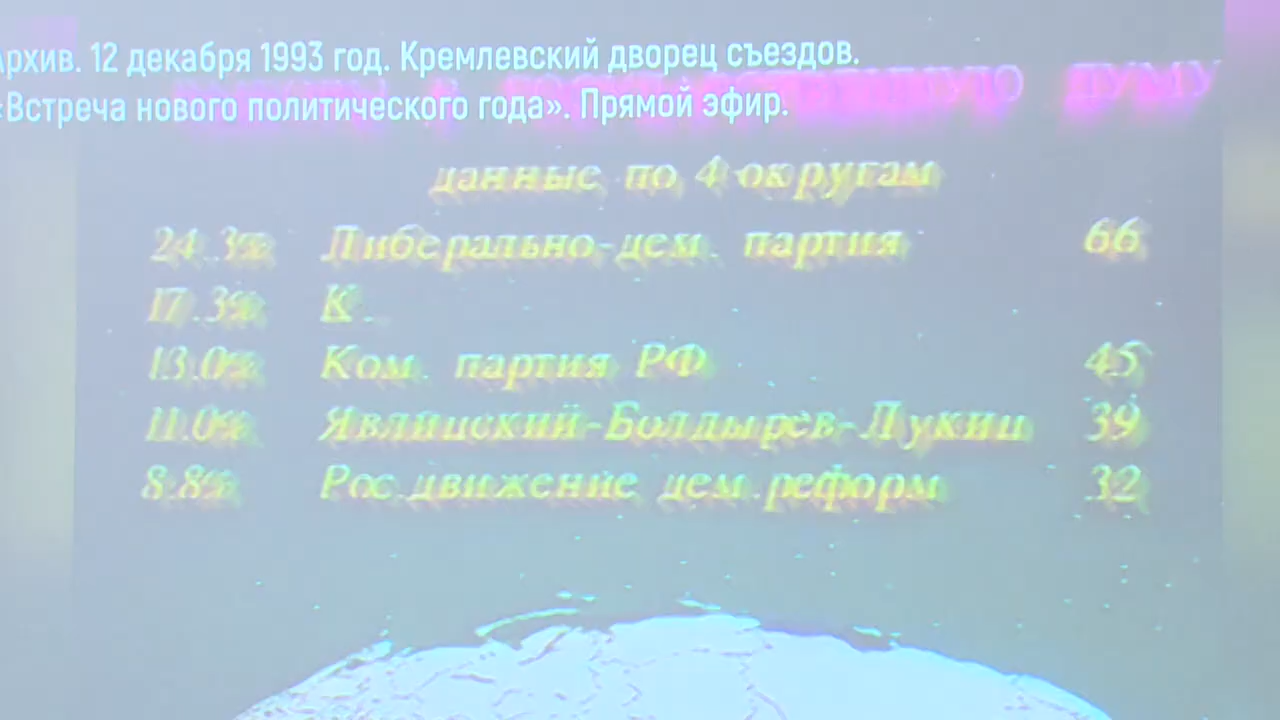 Архив. 12 декабря 1993 год. Кремлевский дворец съездов.
«Встреча нового политического года». Прямой эфир.
ДУМУ
данные по 4 округам
24.3% Либерально-дем. партия 66
17.3% К.
13.0% Ком. партия РФ 45
11.0% Явлинский-Болдырев-Лукин 39
8.8% Рос.движение дем.реформ 32